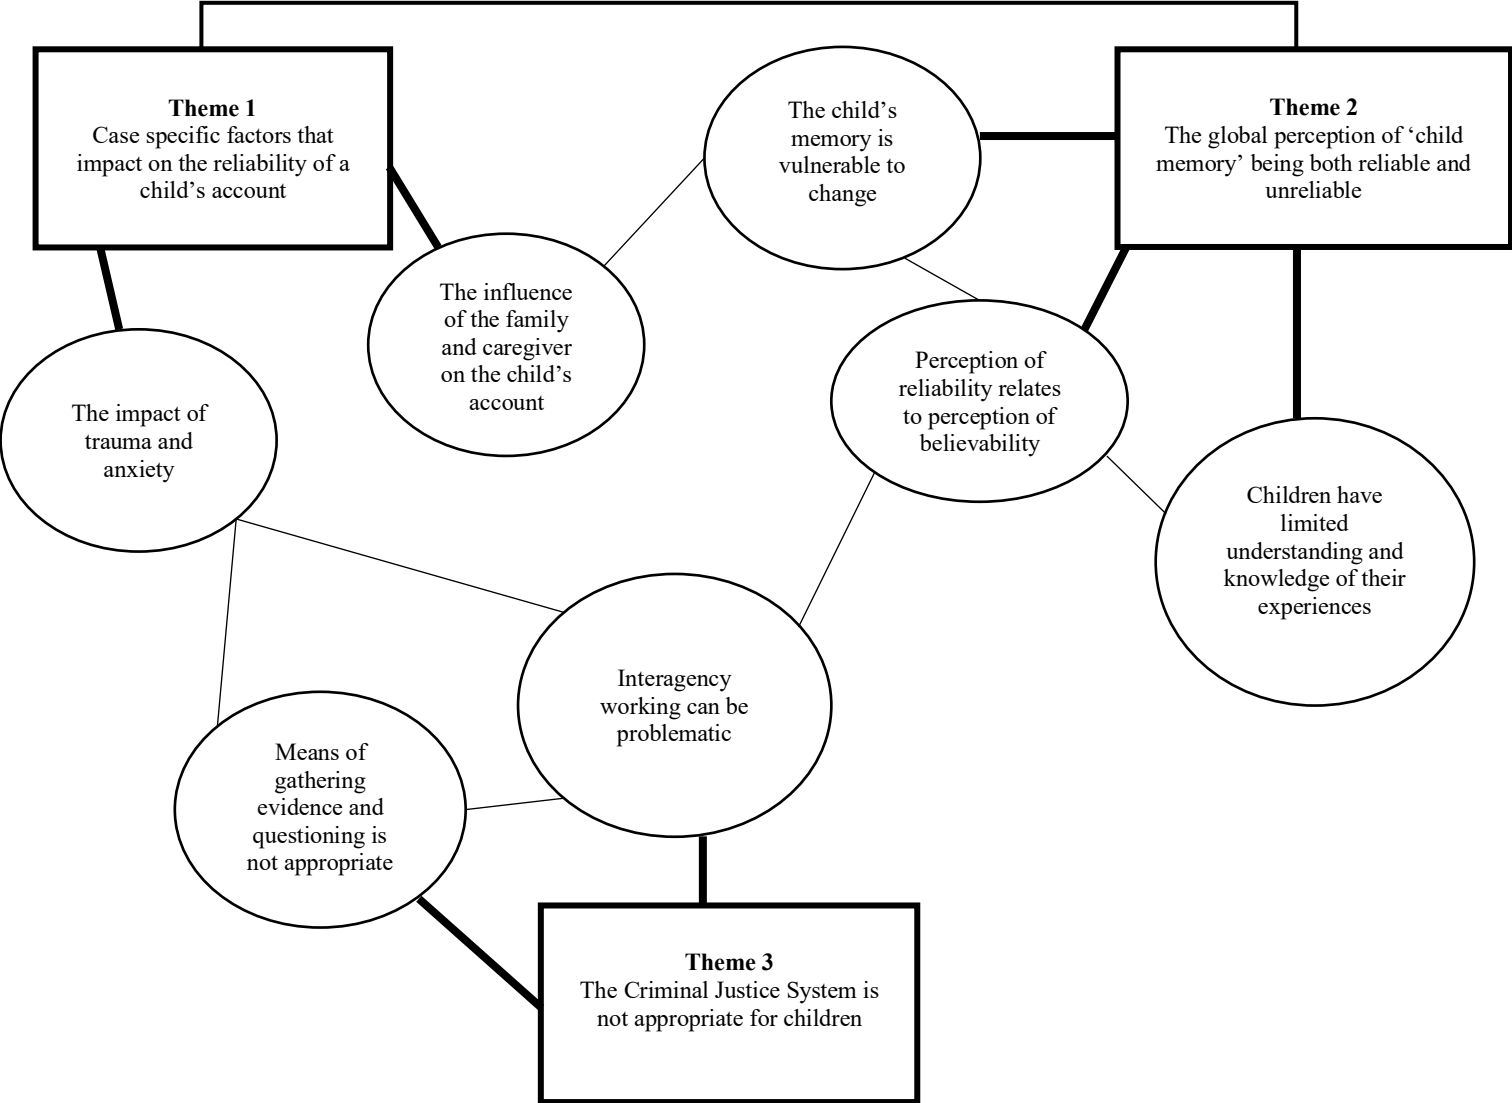 Theme 1
Case specific factors that
impact on the reliability of a
child’s account
The child’s
memory is
vulnerable to
change
Theme 2
The global perception of ‘child
memory’ being both reliable and
unreliable
The influence
of the family
and caregiver
on the child’s
account
The impact of
trauma and
anxiety
Perception of
reliability relates
to perception of
believability
Children have
limited
understanding and
knowledge of their
experiences
Interagency
working can be
problematic
Means of
gathering
evidence and
questioning is
not appropriate
Theme 3
The Criminal Justice System is
not appropriate for children